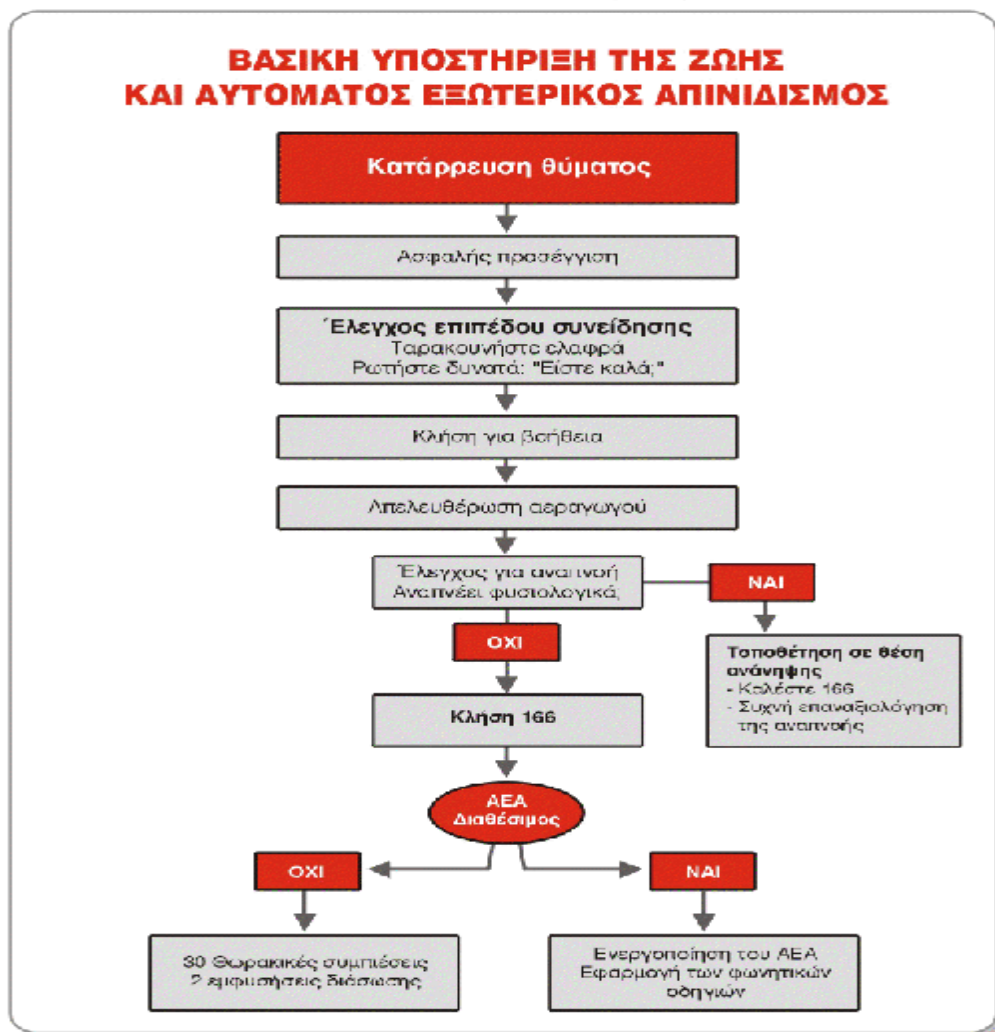 ΒΑΣΙΚΗ ΥΠΟΣΤΗΡΙΞΗ ΤΗΣ ΖΩΗΣ
ΚΑΙ ΑΥΤΟΜΑΤΟΣ ΕΞΩΤΕΡΙΚΟΣ ΑΠΙΝΙΔΙΣΜΟΣ
Κατάρρευση θύματος
Ασφαλής προσέγγιση
Έλεγχος επιπέδου συνείδησης
Ταρακουνήστε ελαφρά
Ρωτήστε δυνατά: "Είστε καλά;"
Κλήση για βοήθεια
Απελευθέρωση αεραγωγού
Έλεγχος για αναπνοή
Αναπνέει φυσιολογικά;
ΝΑΙ
ΟΧΙ
Τοποθέτηση σε θέση
ανάνηψης
- Καλέστε 166
- Συχνή επαναξιολόγηση
της αναπνοής
Κλήση 166
ΑΕΑ
Διαθέσιμος
ΟΧΙ
ΝΑΙ
30 Θωρακικές συμπιέσεις
2 εμφυσήσεις διάσωσης
Ενεργοποίηση του ΑΕΑ
Εφαρμογή των φωνητικών
οδηγιών